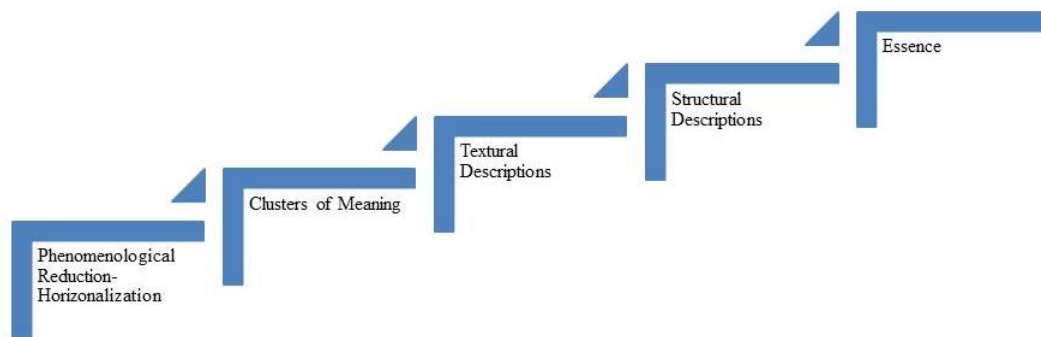 Phenomenological
Reduction-
Horizonalization
Clusters of Meaning
Textural
Descriptions
Structural
Descriptions
Essence